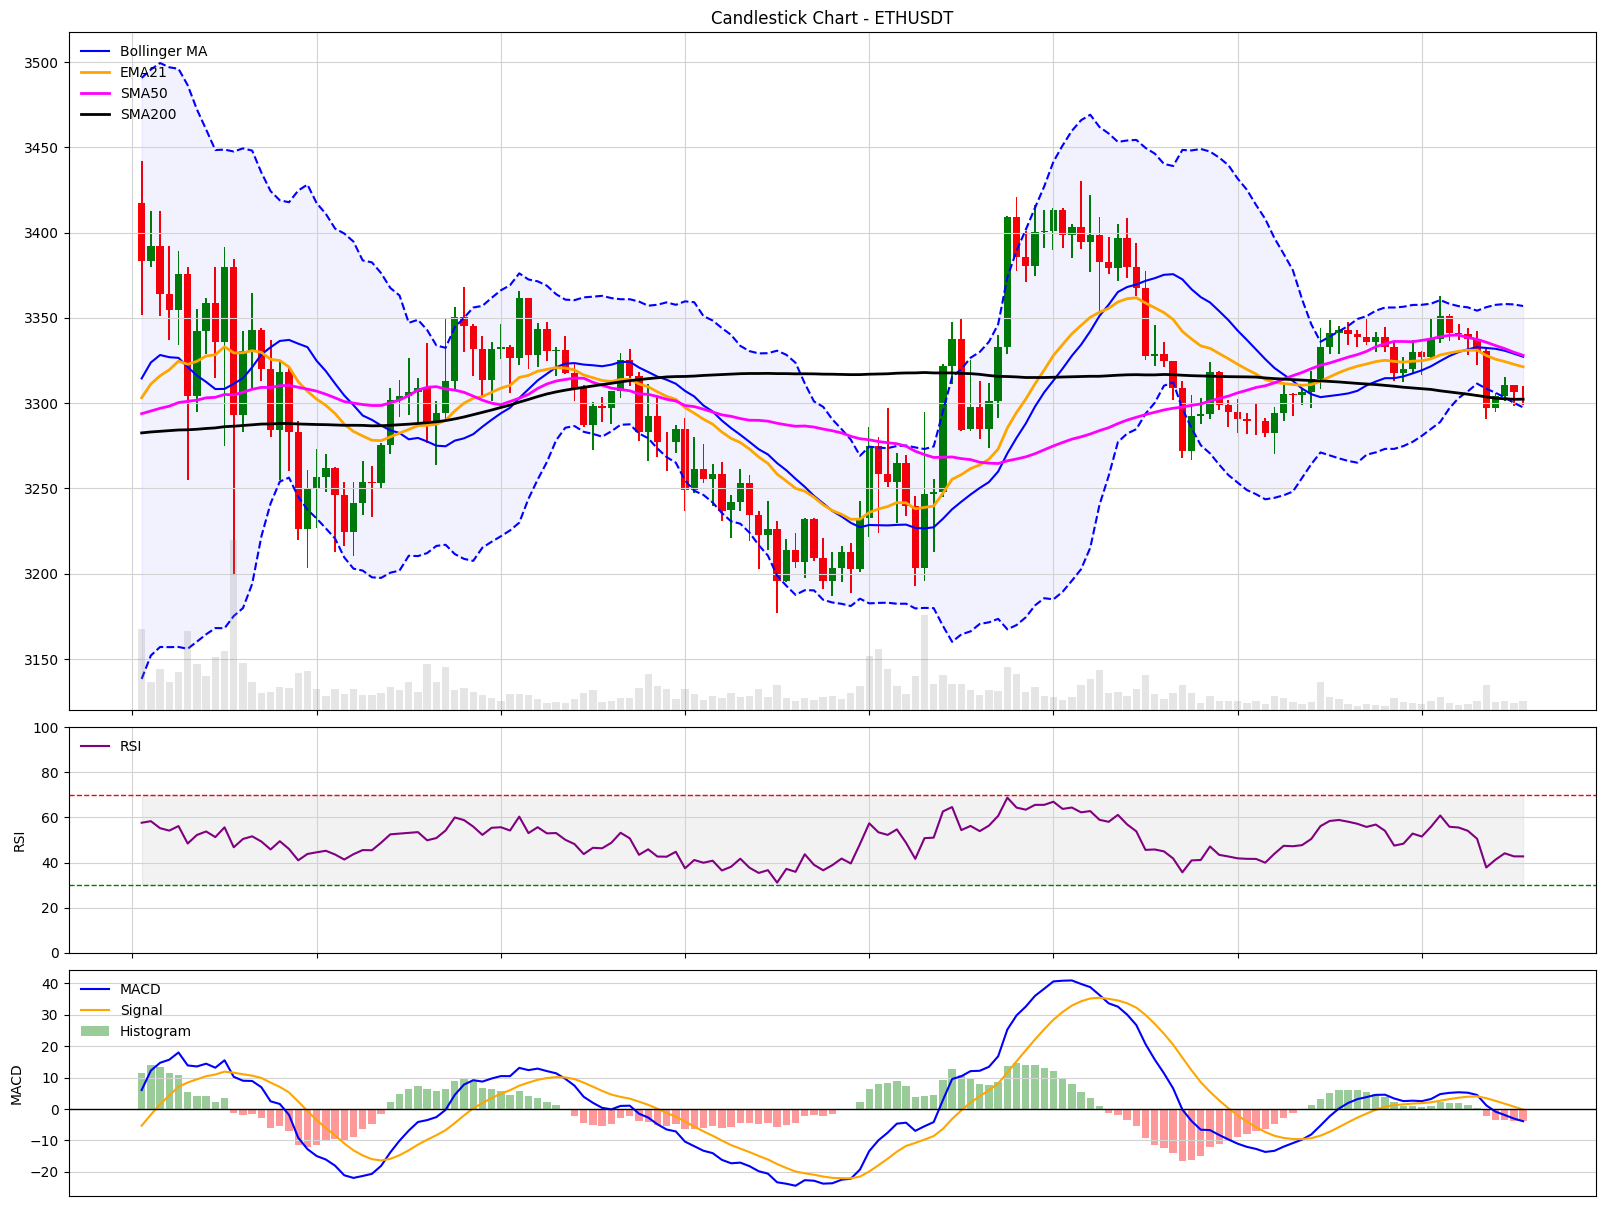 Candlestick Chart - ETHUSDT
Bollinger MA
EMA21
SMA50
SMA200
3500
3450
3400
3350
3300
3250
3200
3150
RSI
100
80
60
40
20
0
RSI
MACD
Signal
Histogram
40
30
20
10
0
−10
−20
MACD